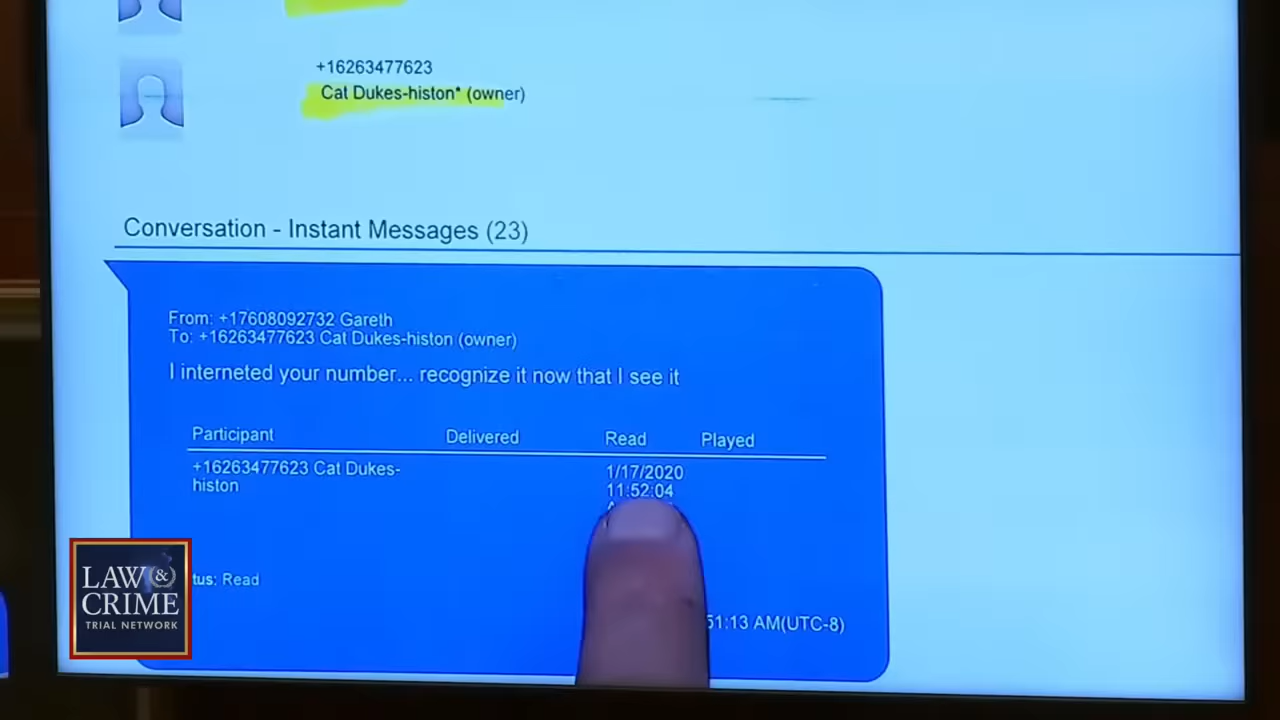 +16263477623
Cat Dukes-histon* (owner)
Conversation - Instant Messages (23)
From: +17608092732 Gareth
To: +16263477623 Cat Dukes-histon (owner)
I interneted your number... recognize it now that I see it
Participant Delivered Read Played
+16263477623 Cat Dukes- 1/17/2020
histon 11:52:04
tus: Read
51:13 AM(UTC-8)
LAW &
CRIME
TRIAL NETWORK